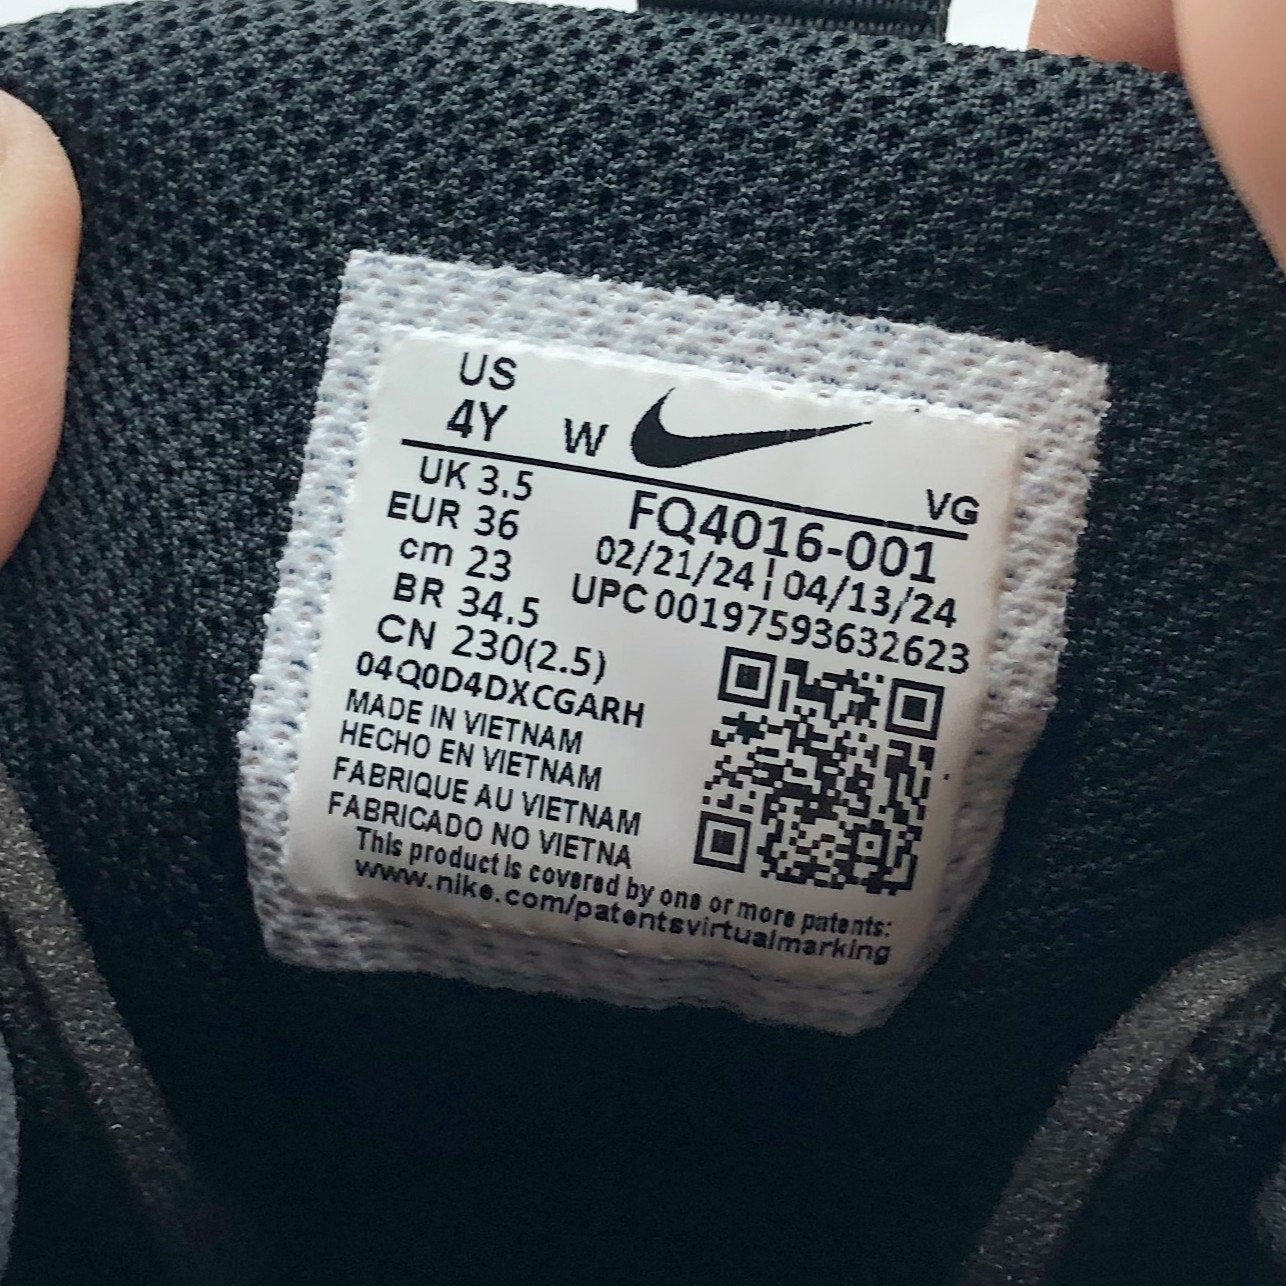 US
4Y W
VG
UK 3.5
FQ4016-001
EUR 36
02/21/24 | 04/13/24
cm 23
UPC 00197593632623
BR 34.5
CN 230(2.5)
04Q0D4DXCGARH
MADE IN VIETNAM
HECHO EN VIETNAM
FABRIQUE AU VIETNAM
FABRICADO NO VIETNA
This product is covered by one or more patents:
www.nike.com/patentsvirtualmarking